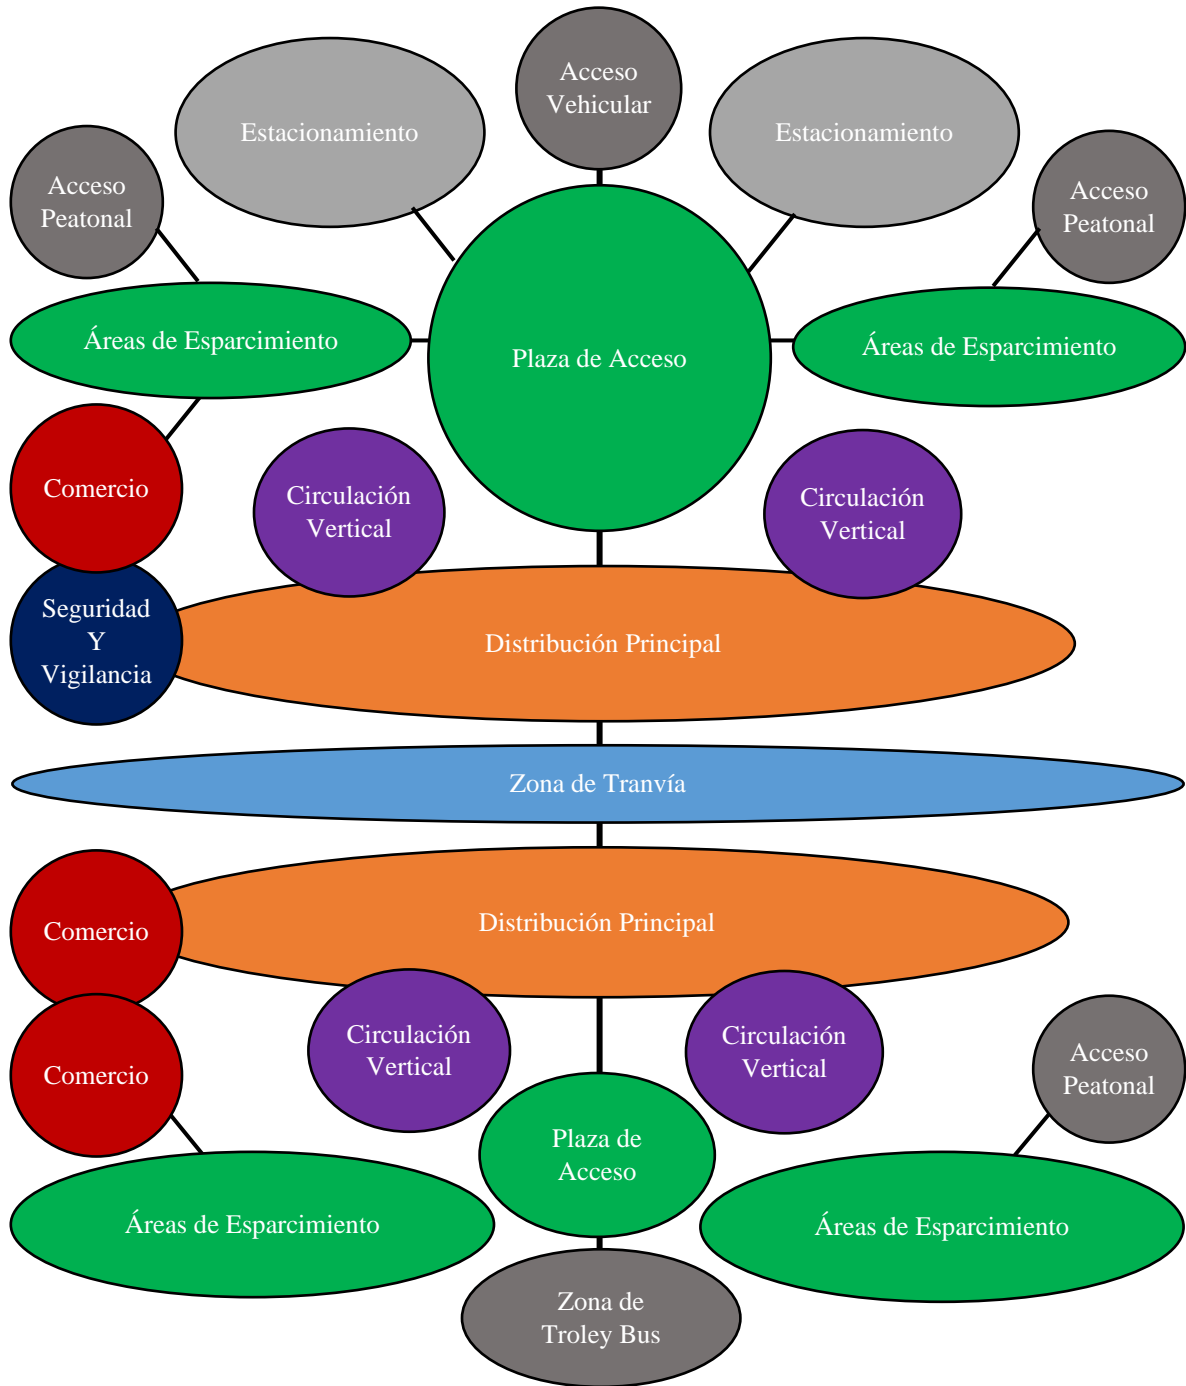 Acceso
Vehicular
Estacionamiento
Estacionamiento
Acceso
Peatonal
Acceso
Peatonal
Áreas de Esparcimiento
Plaza de Acceso
Áreas de Esparcimiento
Comercio
Circulación
Vertical
Circulación
Vertical
Seguridad
Y
Vigilancia
Distribución Principal
Zona de Tranvía
Comercio
Distribución Principal
Comercio
Circulación
Vertical
Circulación
Vertical
Acceso
Peatonal
Plaza de
Acceso
Áreas de Esparcimiento
Áreas de Esparcimiento
Zona de
Troley Bus